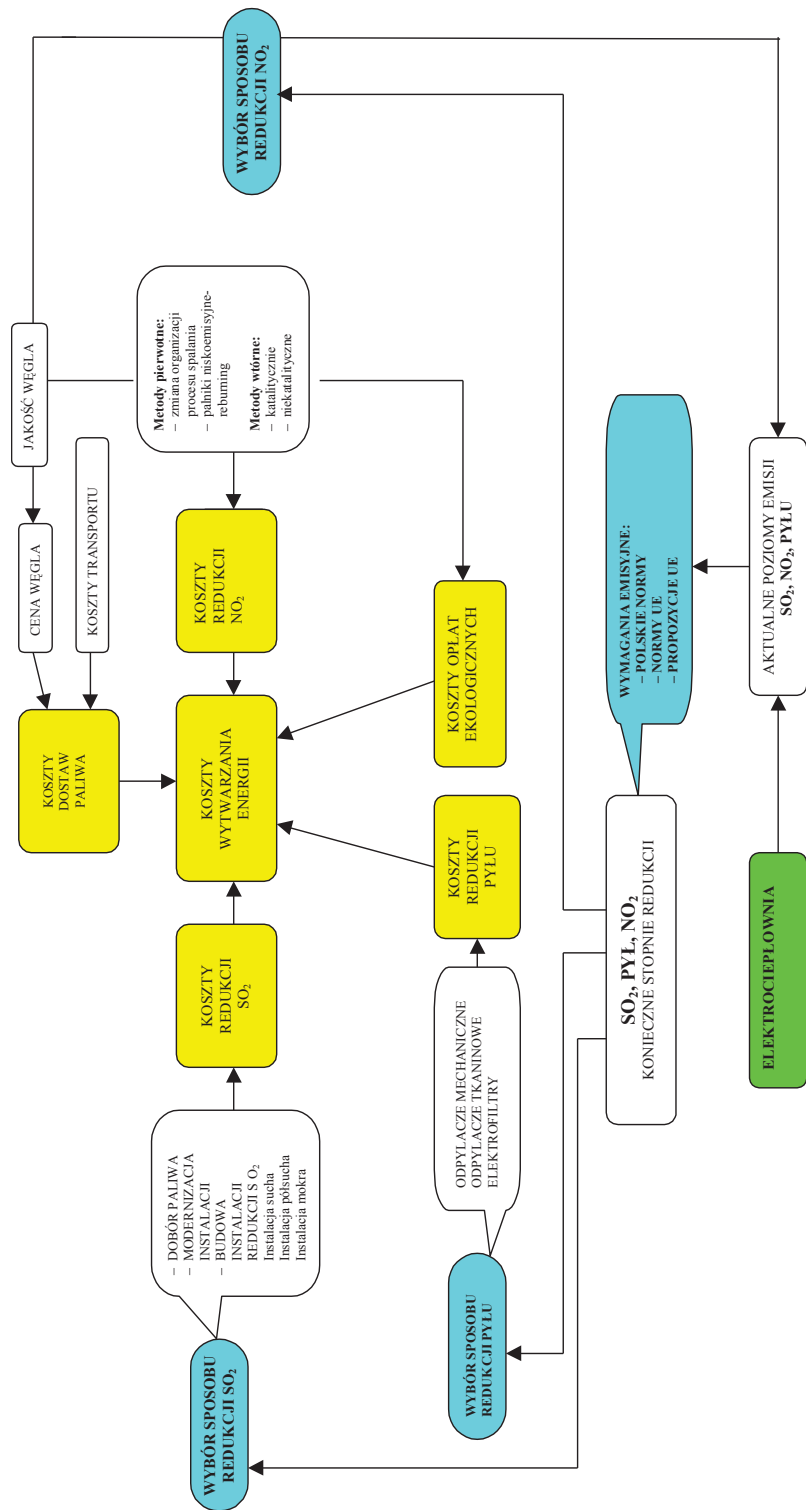 JAKOŚĆ WĘGLA
CENA WĘGLA
KOSZTY TRANSPORTU
KOSZTY
DOSTAW
PALIWA
WYBÓR SPOSOBU
REDUKCJI SO₂
– DOBÓR PALIWA
– MODERNIZACJA
INSTALACJI
– BUDOWA
INSTALACJI
REDUKCJI S O₂
Instalacja sucha
Instalacja półsucha
Instalacja mokra
KOSZTY
REDUKCJI
SO₂
KOSZTY
WYTWARZANIA
ENERGII
KOSZTY
REDUKCJI
NO₂
Metody pierwotne:
– zmiana organizacji
procesu spalania
– palniki niskoemisyjne-
reburning
Metody wtórne:
– katalitycznie
– niekatalityczne
WYBÓR SPOSOBU
REDUKCJI NO₂
WYBÓR SPOSOBU
REDUKCJI PYŁU
ODPYLACZE MECHANICZNE
ODPYLACZE TKANINOWE
ELEKTROFILTRY
KOSZTY
REDUKCJI
PYŁU
KOSZTY OPŁAT
EKOLOGICZNYCH
SO₂, PYŁ, NO₂
KONIECZNE STOPNIE REDUKCJI
WYMAGANIA EMISYJNE:
– POLSKIE NORMY
– NORMY UE
– PROPOZYCJE UE
ELEKTROCIEPŁOWNIA
AKTUALNE POZIOMY EMISJI
SO₂, NO₂, PYŁU